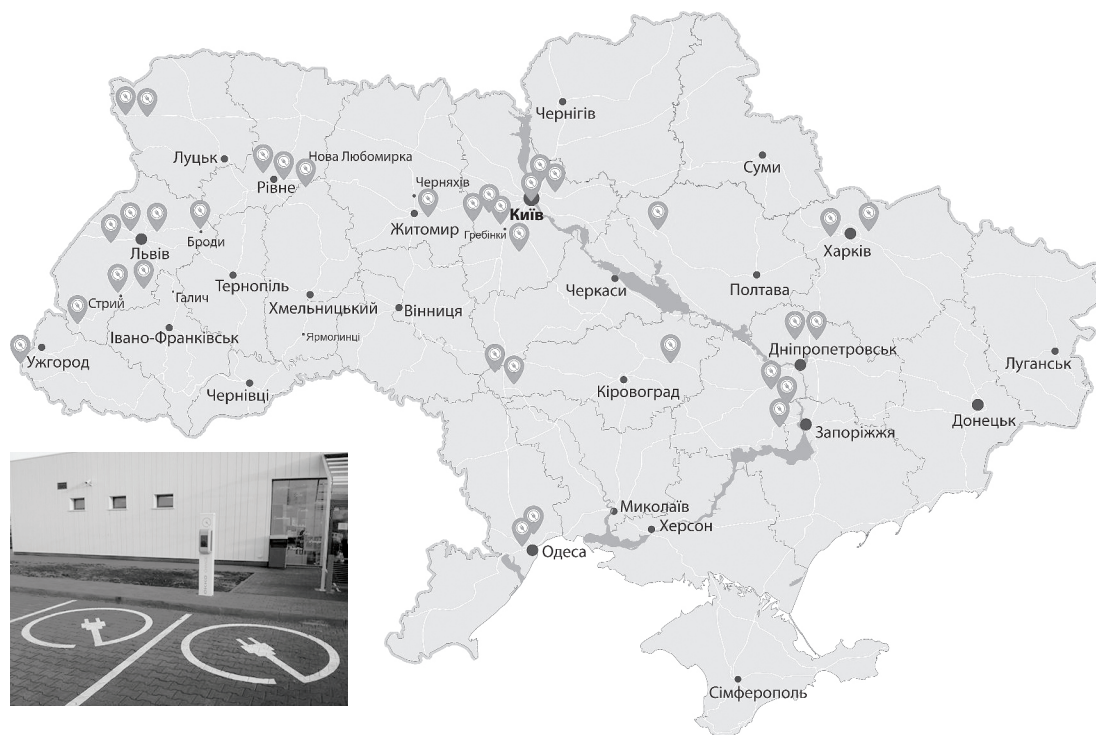 Чернігів
Луцьк
Нова Любомирка
Рівне
Суми
Черняхів
Київ
Житомир
Гребінки
Броди
Львів
Харків
Стрий
Галич
Тернопіль
Хмельницький
Вінниця
Черкаси
Полтава
Івано-Франківськ
Ярмолинці
Ужгород
Дніпропетровськ
Луганськ
Чернівці
Кіровоград
Донецьк
Запоріжжя
Миколаїв
Херсон
Одеса
Сімферополь